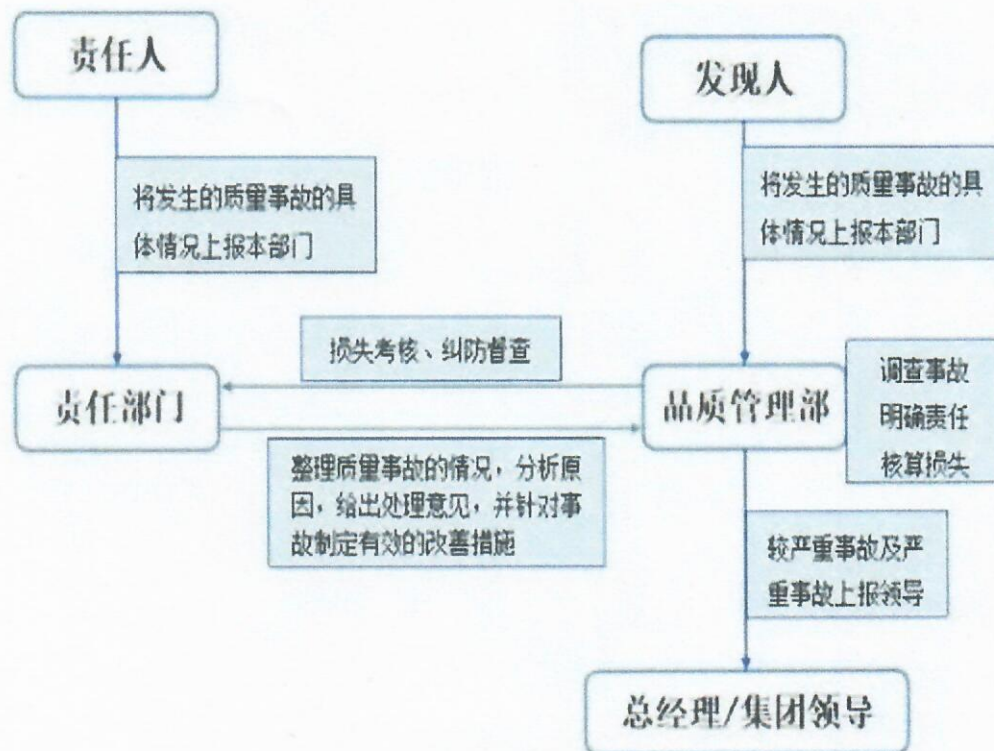 责任人
发现人
将发生的质量事故的具
体情况上报本部门
将发生的质量事故的具
体情况上报本部门
损失考核、纠防督查
责任部门
品质管理部
调查事故
明确责任
核算损失
整理质量事故的情况，分析原
因，给出处理意见，并针对事
故制定有效的改善措施
较严重事故及严
重事故上报领导
总经理/集团领导